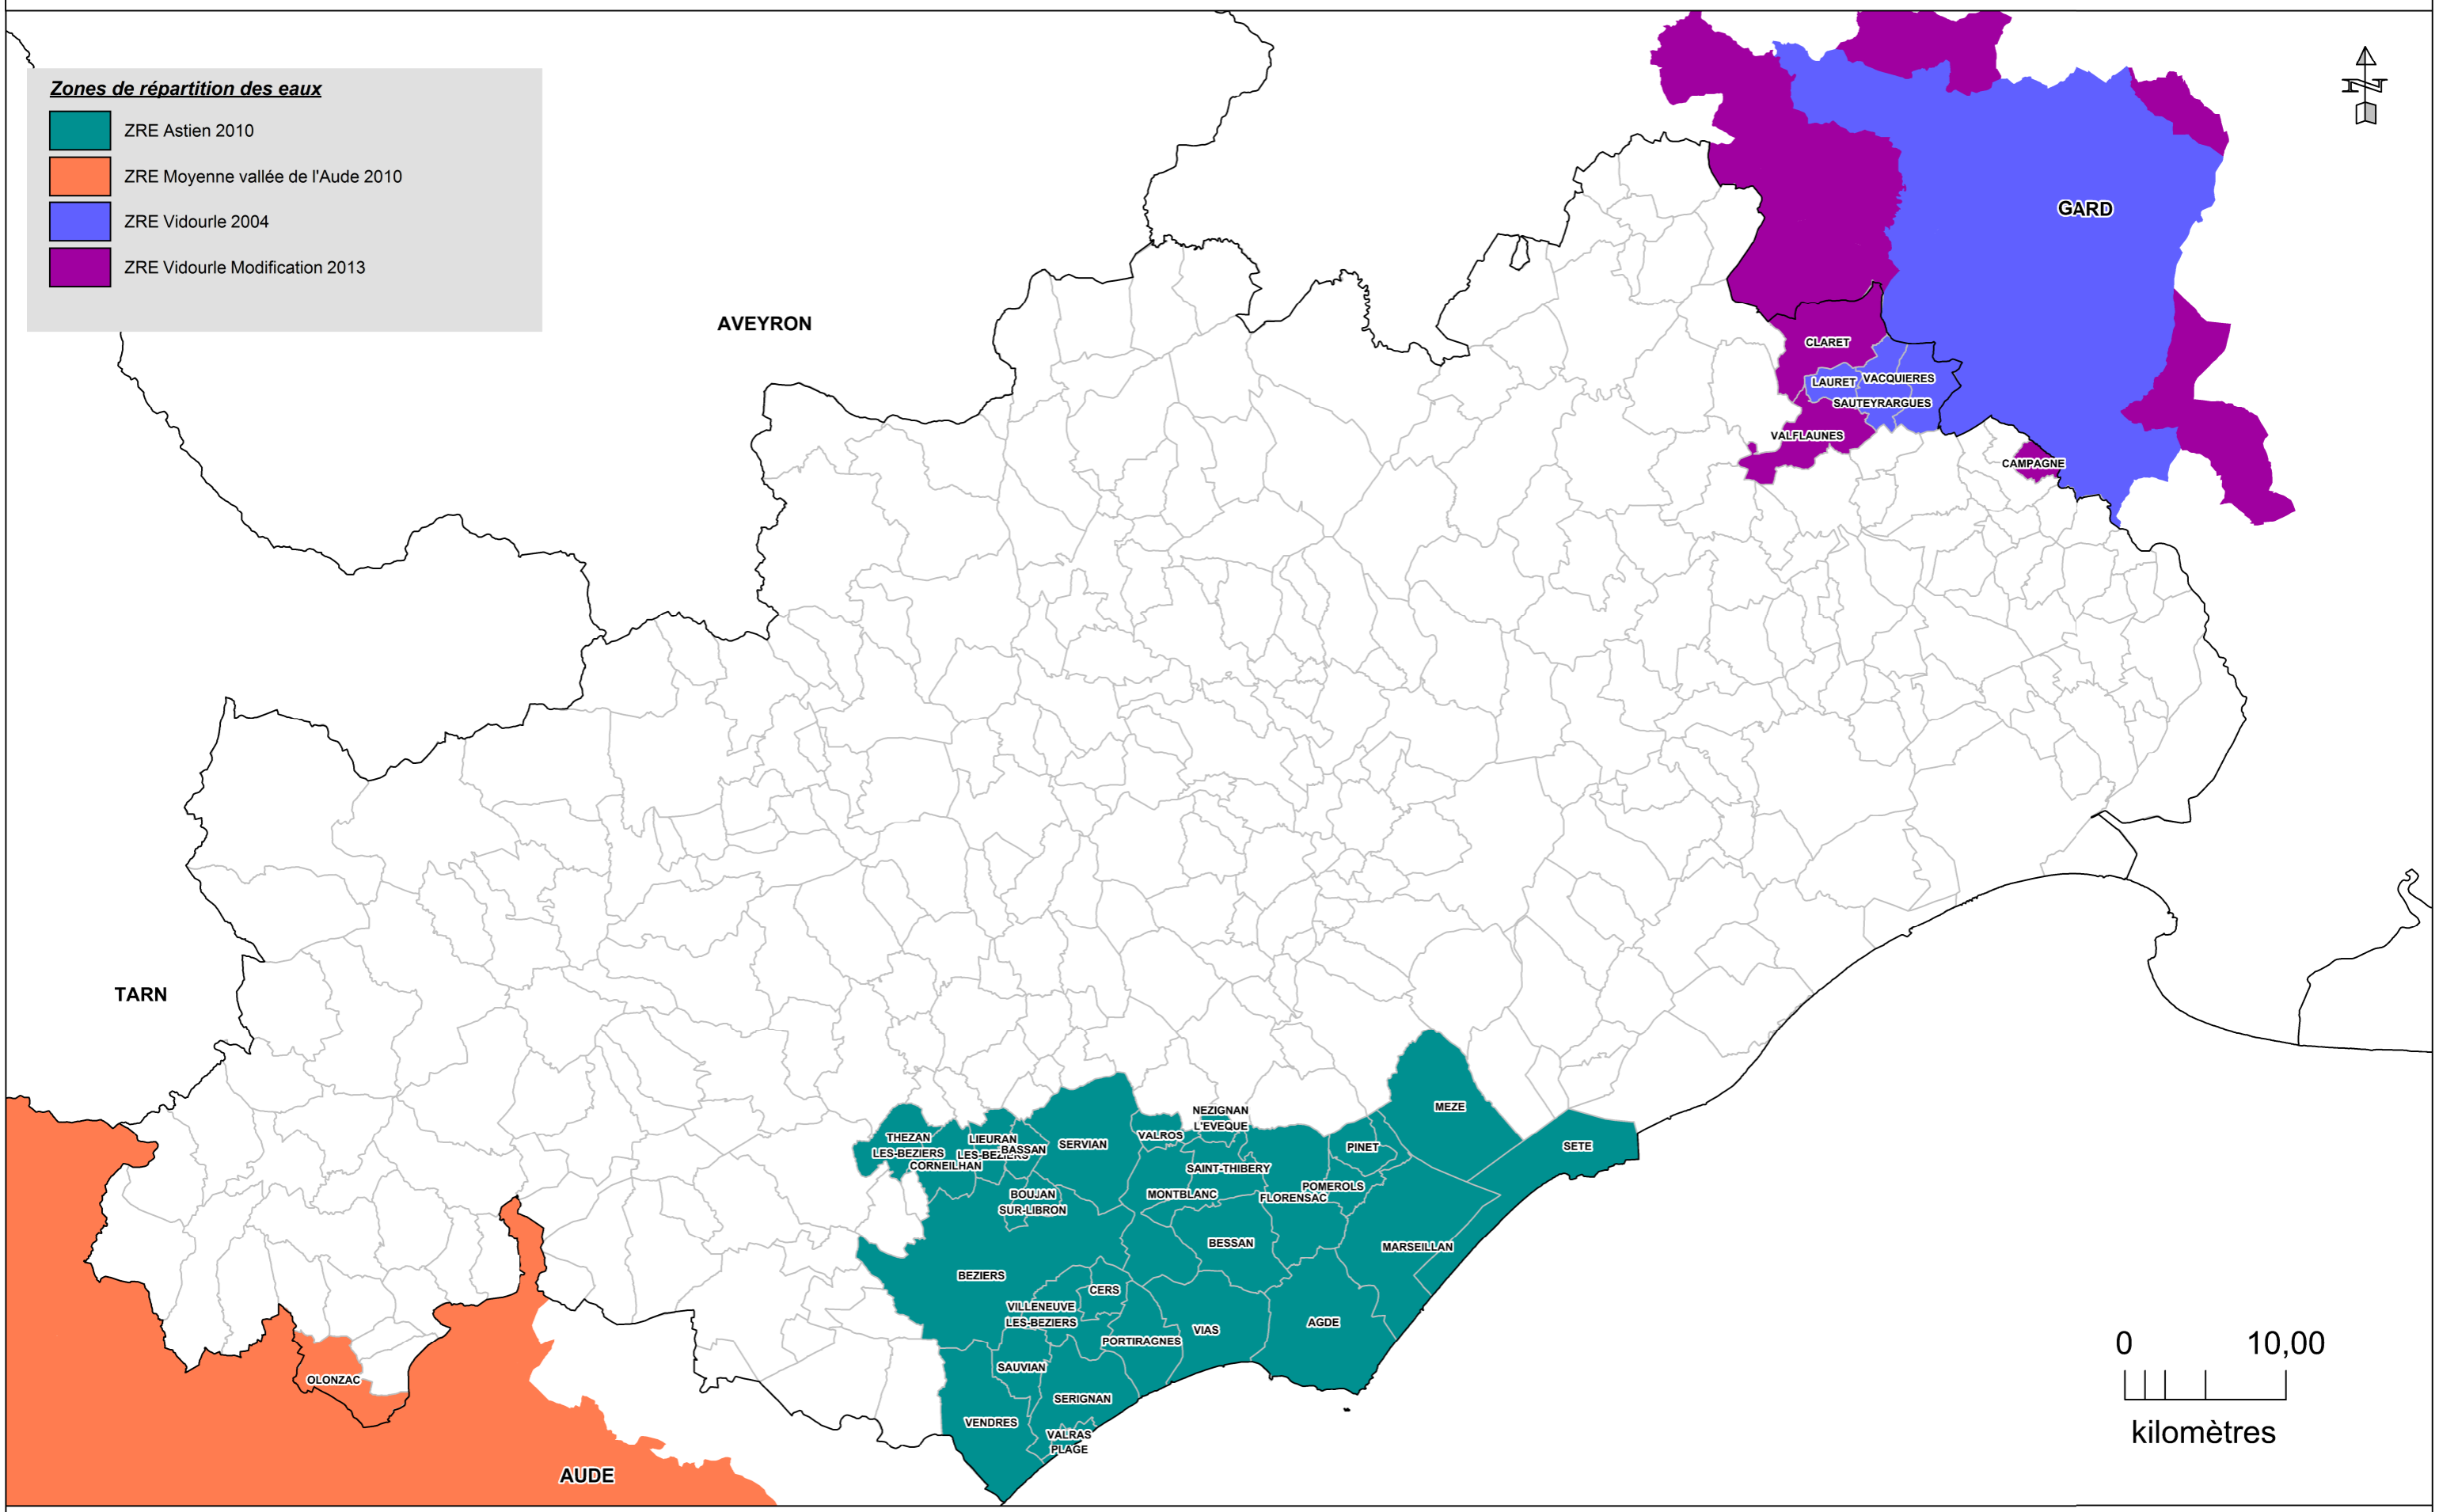 Zones de répartition des eaux
ZRE Astien 2010
ZRE Moyenne vallée de l'Aude 2010
ZRE Vidourle 2004
ZRE Vidourle Modification 2013
N
GARD
AVEYRON
CLARET
LAURET
VACQUIERES
SAUTEYRARGUES
VALFLAUNES
CAMPAGNE
TARN
MEZE
NEZIGNAN
L'EVEQUE
THEZAN
LES-BEZIERS
LIEURAN
LES-BEZIERS
BASSAN
CORNEILHAN
SERVIAN
VALROS
PINET
SETE
SAINT-THIBERY
POMEROLS
BOUJAN
SUR-LIBRON
MONTBLANC
FLORENSAC
BESSAN
MARSEILLAN
BEZIERS
CERS
VILLENEUVE
LES-BEZIERS
PORTIRAGNES
VIAS
AGDE
SAUVIAN
OLONZAC
SERIGNAN
VENDRES
VALRAS
PLAGE
AUDE
0 10,00
kilomètres